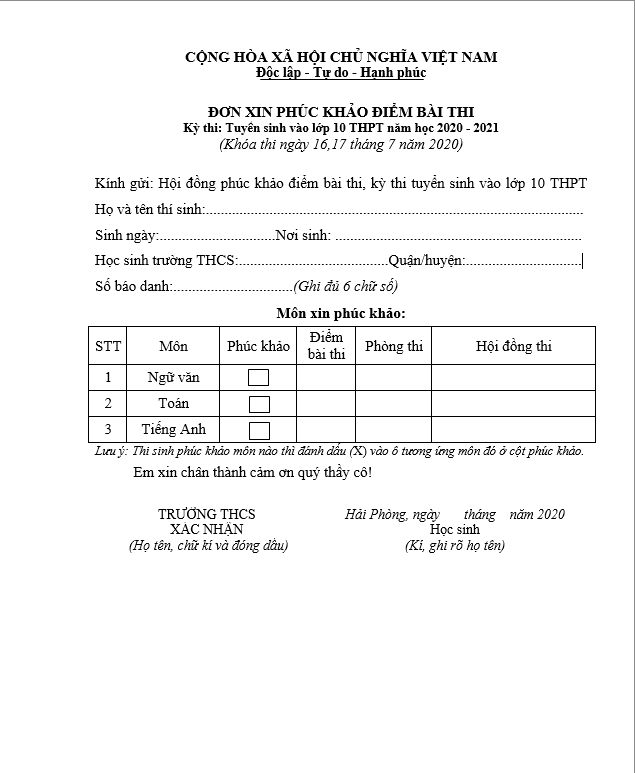 CỘNG HÒA XÃ HỘI CHỦ NGHĨA VIỆT NAM
Độc lập - Tự do - Hạnh phúc
ĐƠN XIN PHÚC KHẢO ĐIỂM BÀI THI
Kỳ thi: Tuyển sinh vào lớp 10 THPT năm học 2020 - 2021
(Khóa thi ngày 16,17 tháng 7 năm 2020)
Kính gửi: Hội đồng phúc khảo điểm bài thi, kỳ thi tuyển sinh vào lớp 10 THPT
Họ và tên thí sinh:.....................................................................................................
Sinh ngày:...............................Nơi sinh: ..................................................................
Học sinh trường THCS:........................................Quận/huyện:...............................
Số báo danh:................................(Ghi đủ 6 chữ số)
Môn xin phúc khảo:
STT Môn Phúc khảo Điểm bài thi Phòng thi Hội đồng thi
1 Ngữ văn
2 Toán
3 Tiếng Anh
Lưu ý: Thí sinh phúc khảo môn nào thì đánh dấu (X) vào ô tương ứng môn đó ở cột phúc khảo.
Em xin chân thành cảm ơn quý thầy cô!
TRƯỜNG THCS
XÁC NHẬN
(Họ tên, chữ kí và đóng dấu)
Hải Phòng, ngày tháng năm 2020
Học sinh
(Kí, ghi rõ họ tên)